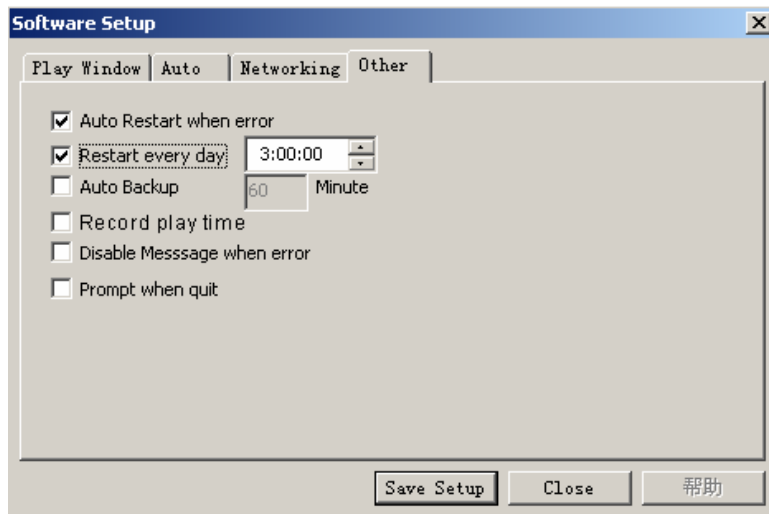 Software Setup
Play Window Auto Networking Other
Auto Restart when error
Restart every day 3:00:00
Auto Backup 60 Minute
Record play time
Disable Messsage when error
Prompt when quit
Save Setup Close 帮助